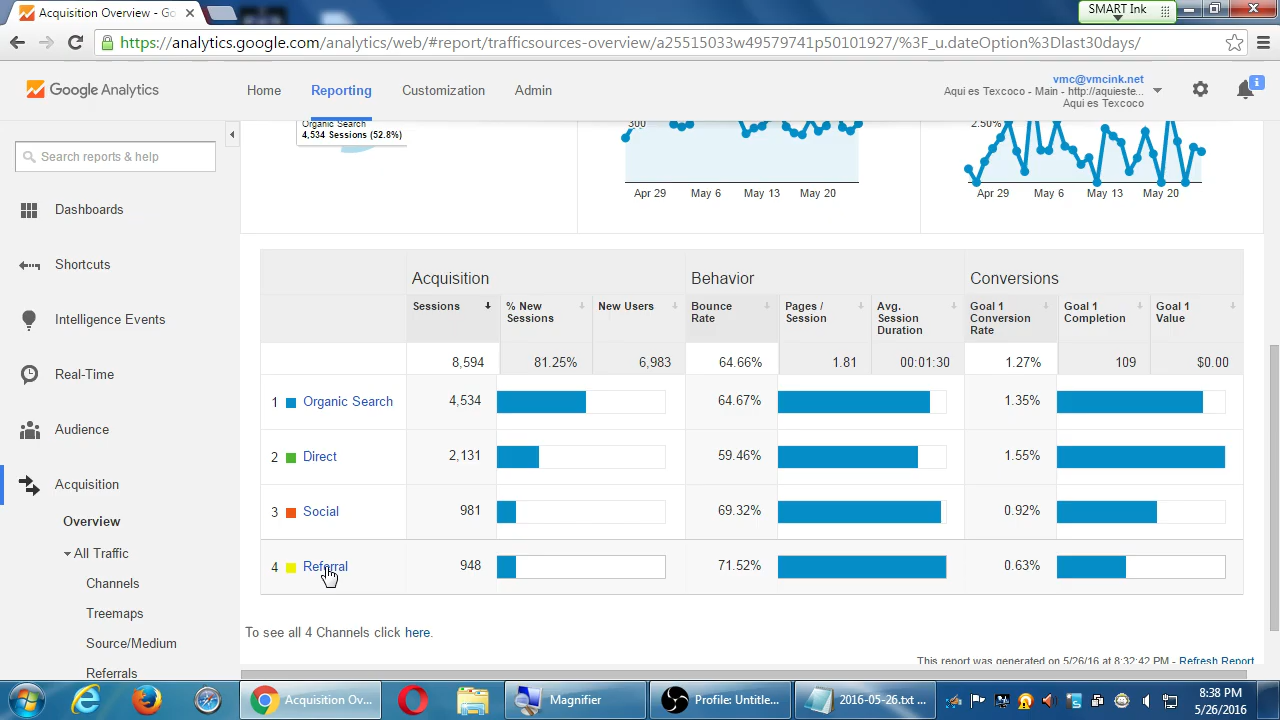 Acquisition Overview - Go
SMART Ink
https://analytics.google.com/analytics/web/#report/trafficsources-overview/a25515033w49579741p50101927/%3F_u.dateOption%3Dlast30days/
Google Analytics
Home
Reporting
Customization
Admin
vmc@vmcink.net
Aqui es Texcoco - Main - http://aquieste...
Aqui es Texcoco
Search reports & help
Dashboards
Shortcuts
Intelligence Events
Real-Time
Audience
Acquisition
Overview
All Traffic
Channels
Treemaps
Source/Medium
Referrals
Organic Search
4,534 Sessions (52.8%)
300
Apr 29 May 6 May 13 May 20
2.50%
Apr 29 May 6 May 13 May 20
Acquisition Behavior Conversions
Sessions
% New Sessions
New Users
Bounce Rate
Pages / Session
Avg. Session Duration
Goal 1 Conversion Rate
Goal 1 Completion
Goal 1 Value
8,594 81.25% 6,983 64.66% 1.81 00:01:30 1.27% 109 $0.00
1 Organic Search 4,534 64.67% 1.35%
2 Direct 2,131 59.46% 1.55%
3 Social 981 69.32% 0.92%
4 Referral 948 71.52% 0.63%
To see all 4 Channels click here.
This report was generated on 5/26/16 at 8:32:42 PM - Refresh Report
Acquisition Ov...
Magnifier
Profile: Untitle...
2016-05-26.txt ...
8:38 PM
5/26/2016